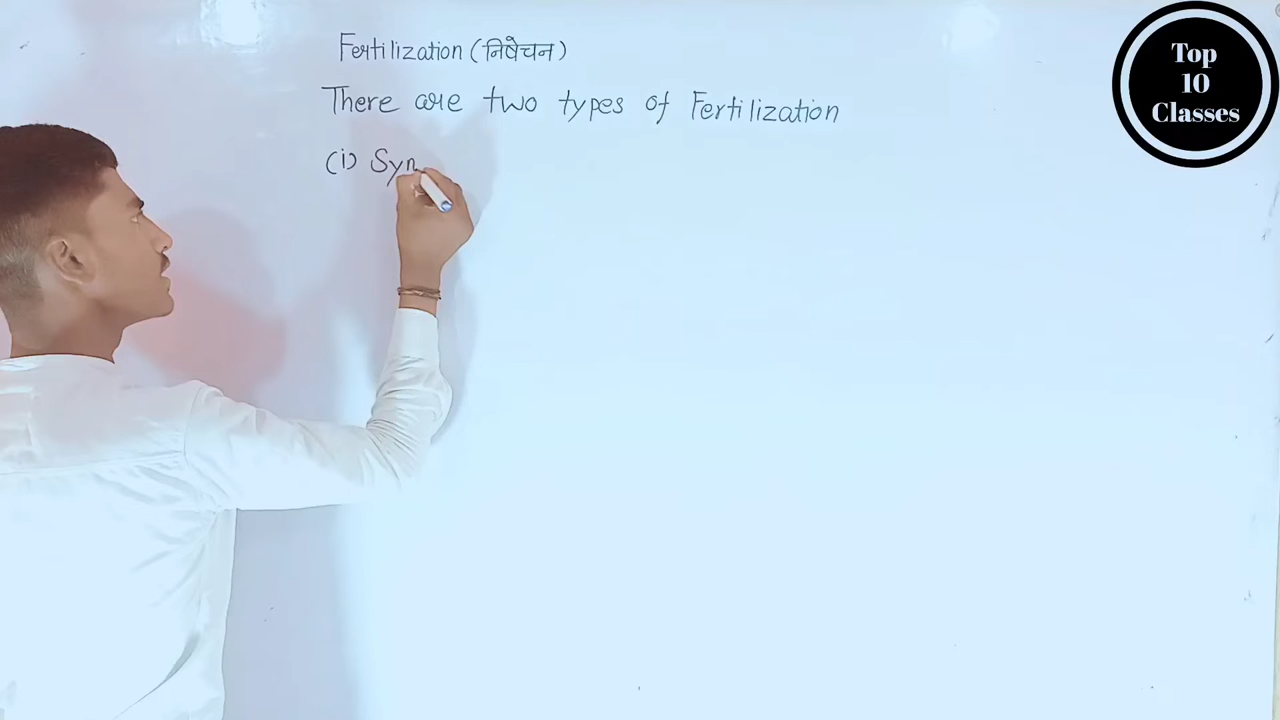 Fertilization (निषेचन)
There are two types of Fertilization
(i) Syn
Top
10
Classes